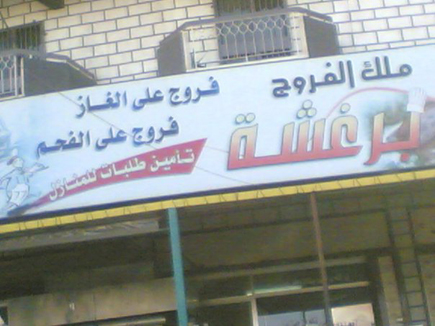 ملك الفروج
برغشة
فروج على الغاز
فروج على الفحم
تأمين طلبات للمنازل